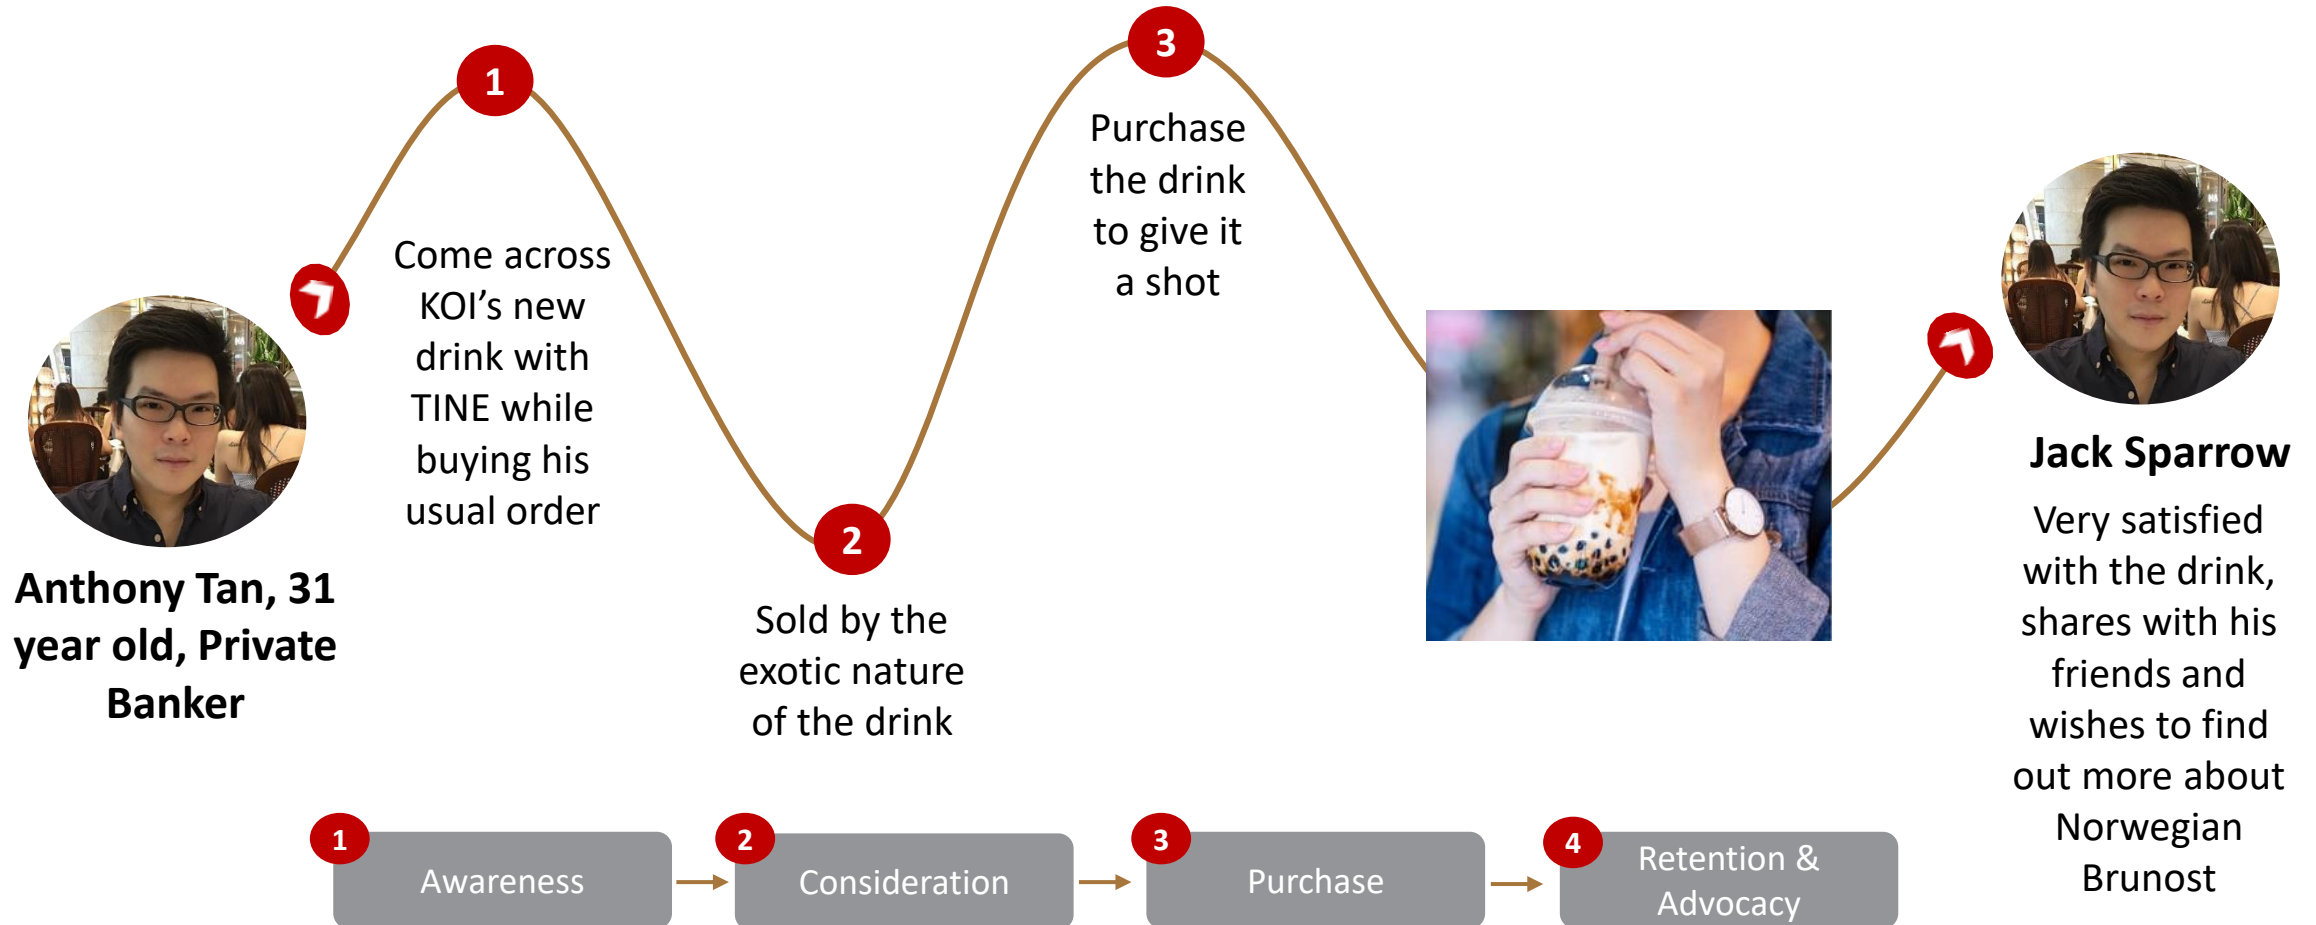 1
Come across
KOI’s new
drink with
TINE while
buying his
usual order
Anthony Tan, 31
year old, Private
Banker
2
Sold by the
exotic nature
of the drink
3
Purchase
the drink
to give it
a shot
Jack Sparrow
Very satisfied
with the drink,
shares with his
friends and
wishes to find
out more about
Norwegian
Brunost
1
Awareness
2
Consideration
3
Purchase
4
Retention &
Advocacy